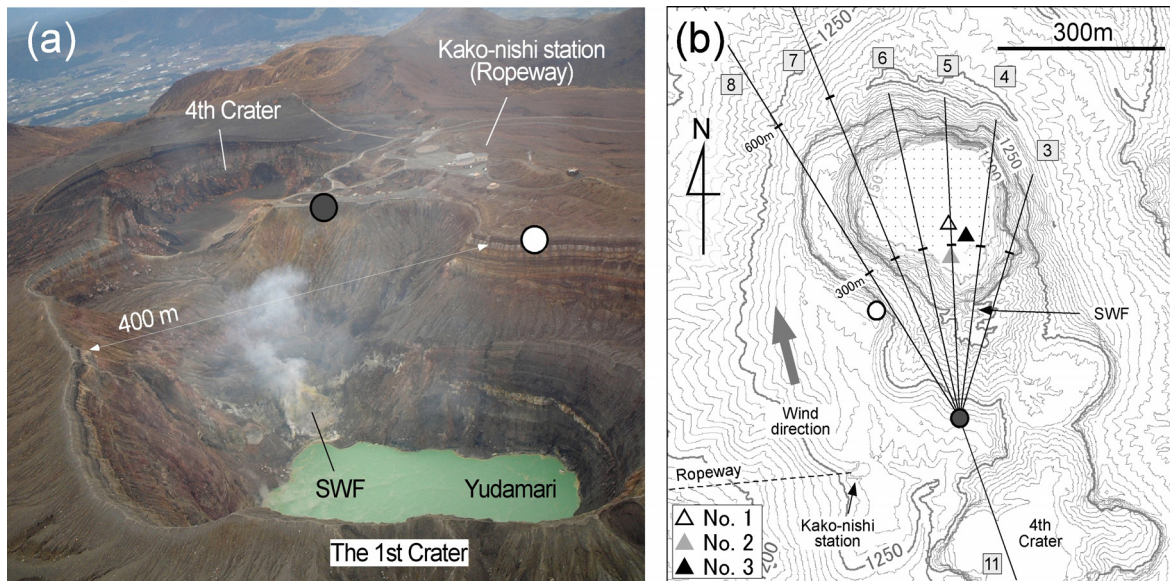 (a)
Kako-nishi station
(Ropeway)
4th Crater
400 m
SWF
Yudamari
The 1st Crater
(b)
300m
1250
8
7
6
5
4
3
N
600m
1250
1200
300m
SWF
Wind
direction
Ropeway
Kako-nishi
station
No. 1
No. 2
No. 3
1200
1250
4th
Crater
11